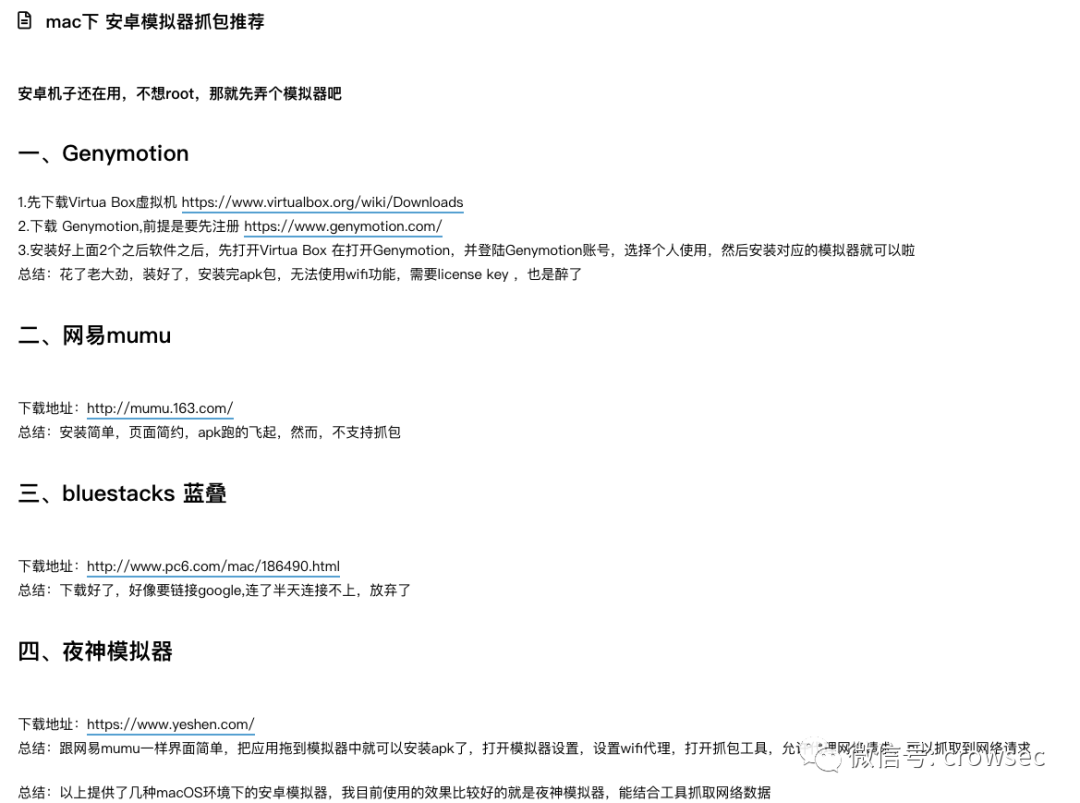 mac下 安卓模拟器抓包推荐
安卓机子还在用，不想root，那就先弄个模拟器吧
一、Genymotion
1.先下载Virtua Box虚拟机 https://www.virtualbox.org/wiki/Downloads
2.下载 Genymotion,前提是要先注册 https://www.genymotion.com/
3.安装好上面2个之后软件之后，先打开Virtua Box 在打开Genymotion，并登陆Genymotion账号，选择个人使用，然后安装对应的模拟器就可以啦
总结：花了老大劲，装好了，安装完apk包，无法使用wifi功能，需要license key ，也是醉了
二、网易mumu
下载地址：http://mumu.163.com/
总结：安装简单，页面简约，apk跑的飞起，然而，不支持抓包
三、bluestacks 蓝叠
下载地址：http://www.pc6.com/mac/186490.html
总结：下载好了，好像要链接google,连了半天连接不上，放弃了
四、夜神模拟器
下载地址：https://www.yeshen.com/
总结：跟网易mumu一样界面简单，把应用拖到模拟器中就可以安装apk了，打开模拟器设置，设置wifi代理，打开抓包工具，允 理网 可以抓取到网络请求
微信号: crowsec
总结：以上提供了几种macOS环境下的安卓模拟器，我目前使用的效果比较好的就是夜神模拟器，能结合工具抓取网络数据